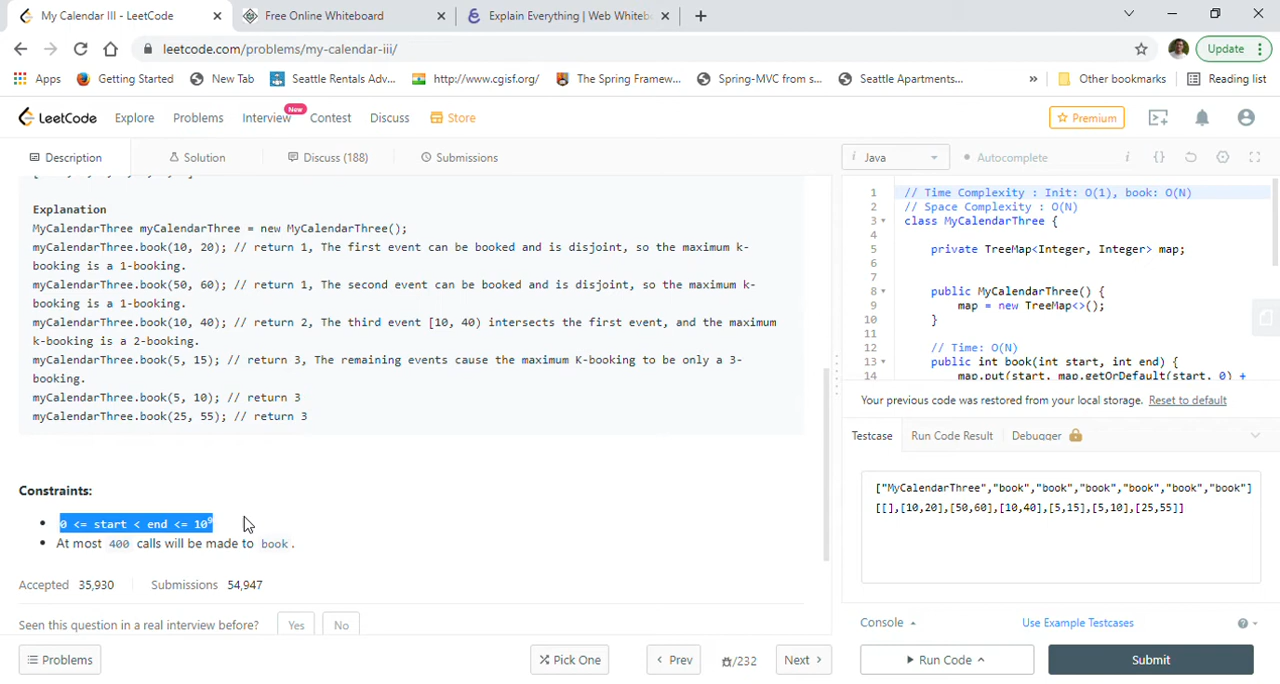 My Calendar III - LeetCode
Free Online Whiteboard
Explain Everything | Web Whiteb
leetcode.com/problems/my-calendar-iii/
Update
Apps
Getting Started
New Tab
Seattle Rentals Adv...
http://www.cgisf.org/
The Spring Framew...
Spring-MVC from s...
Seattle Apartments...
»
Other bookmarks
Reading list
LeetCode
Explore
Problems
Interview
New
Contest
Discuss
Store
Premium
Description
Solution
Discuss (188)
Submissions
Explanation
MyCalendarThree myCalendarThree = new MyCalendarThree();
myCalendarThree.book(10, 20); // return 1, The first event can be booked and is disjoint, so the maximum k-
booking is a 1-booking.
myCalendarThree.book(50, 60); // return 1, The second event can be booked and is disjoint, so the maximum k-
booking is a 1-booking.
myCalendarThree.book(10, 40); // return 2, The third event [10, 40) intersects the first event, and the maximum
k-booking is a 2-booking.
myCalendarThree.book(5, 15); // return 3, The remaining events cause the maximum K-booking to be only a 3-
booking.
myCalendarThree.book(5, 10); // return 3
myCalendarThree.book(25, 55); // return 3
Constraints:
• 0 <= start < end <= 10⁹
• At most 400 calls will be made to book.
Accepted 35,930
Submissions 54,947
Seen this question in a real interview before?
Yes
No
Problems
Pick One
Prev
/232
Next
i Java
Autocomplete
i
{}
1 // Time Complexity : Init: O(1), book: O(N)
2 // Space Complexity : O(N)
3 class MyCalendarThree {
4
5 private TreeMap<Integer, Integer> map;
6
7
8 public MyCalendarThree() {
9 map = new TreeMap<>();
10 }
11
12 // Time: O(N)
13 public int book(int start, int end) {
14 map.put(start, map.getOrDefault(start, 0) +
Your previous code was restored from your local storage. Reset to default
Testcase
Run Code Result
Debugger
["MyCalendarThree","book","book","book","book","book","book"]
[[],[10,20],[50,60],[10,40],[5,15],[5,10],[25,55]]
Console
Use Example Testcases
Run Code
Submit